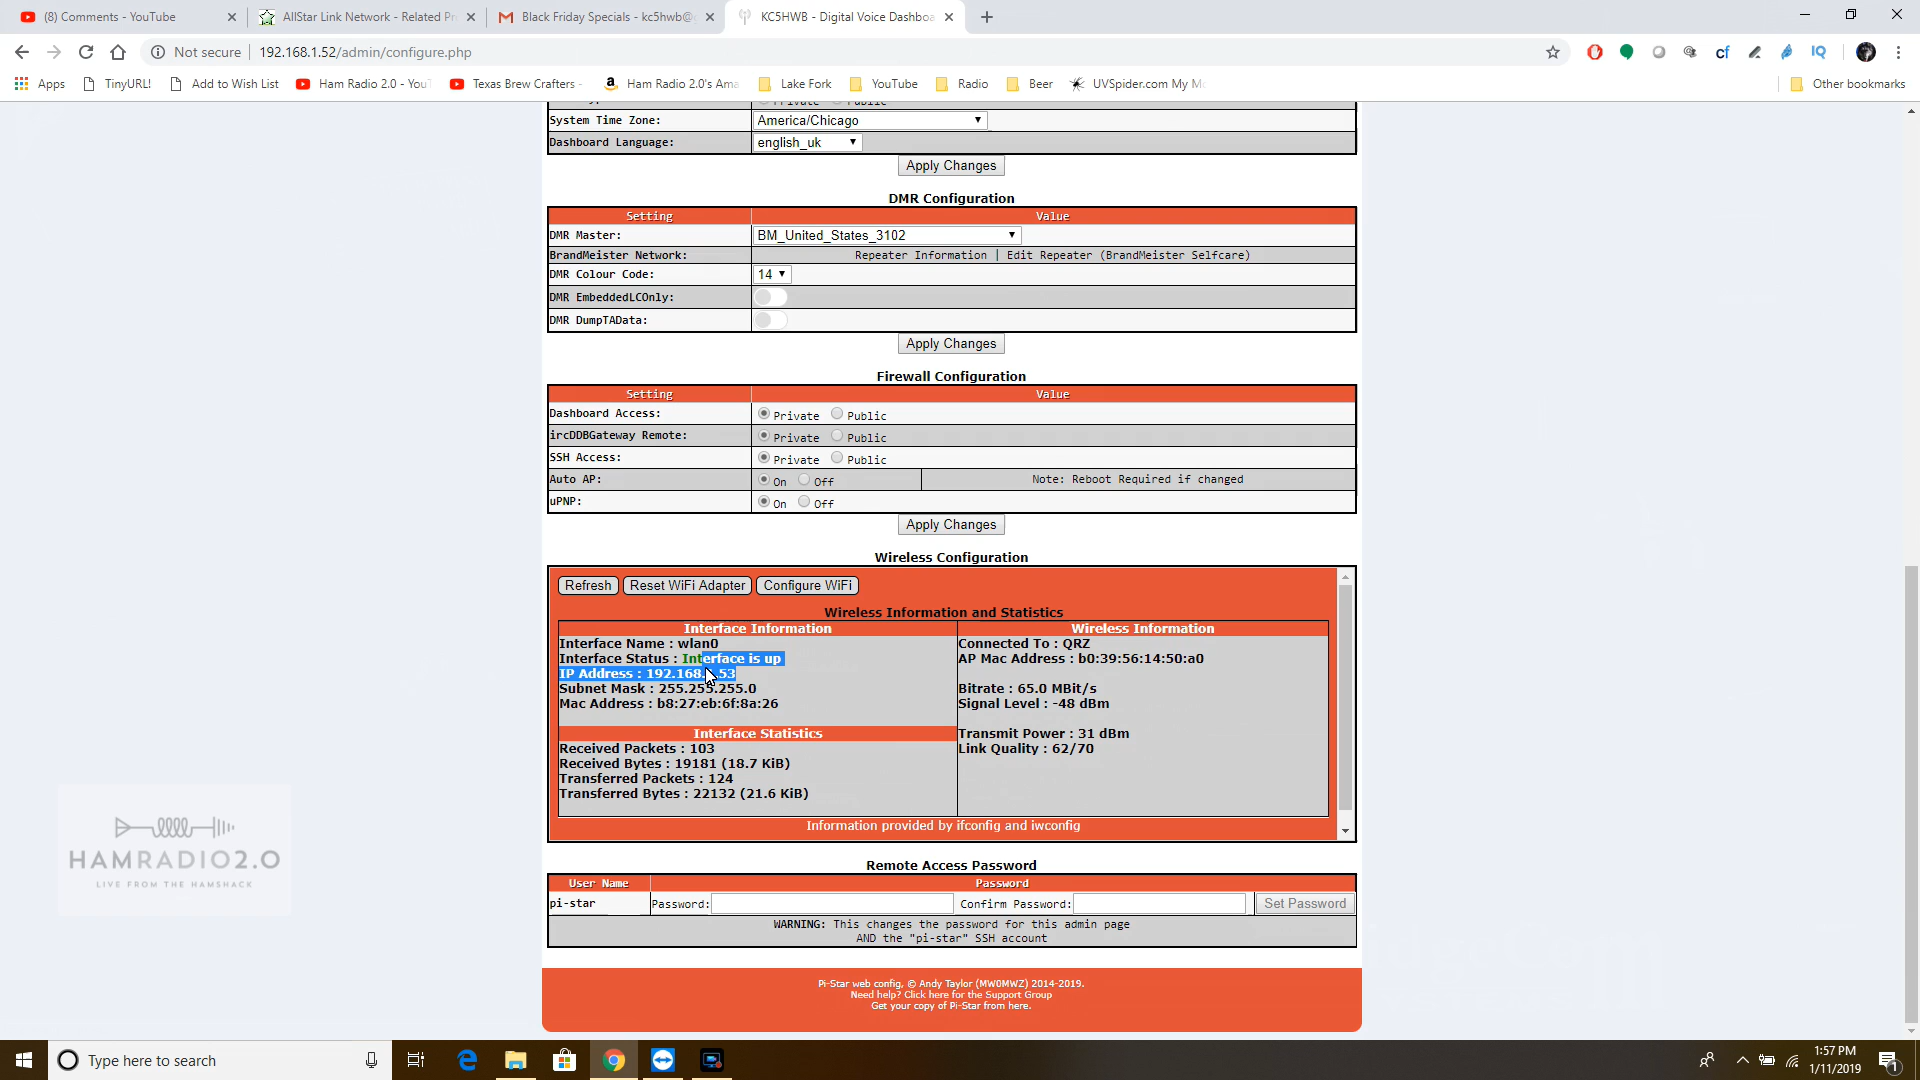 (8) Comments - YouTube
AllStar Link Network - Related Pr
Black Friday Specials - kc5hwb@
KC5HWB - Digital Voice Dashboa
Not secure
192.168.1.52/admin/configure.php
Apps
TinyURL!
Add to Wish List
Ham Radio 2.0 - YouT
Texas Brew Crafters -
Ham Radio 2.0's Ama
Lake Fork
YouTube
Radio
Beer
UVSpider.com My Mo
Other bookmarks
Private Public
System Time Zone: America/Chicago
Dashboard Language: english_uk
Apply Changes
DMR Configuration
Setting Value
DMR Master: BM_United_States_3102
BrandMeister Network: Repeater Information | Edit Repeater (BrandMeister Selfcare)
DMR Colour Code: 14
DMR EmbeddedLCOnly:
DMR DumpTAData:
Apply Changes
Firewall Configuration
Setting Value
Dashboard Access: Private Public
ircDDBGateway Remote: Private Public
SSH Access: Private Public
Auto AP: On Off Note: Reboot Required if changed
uPNP: On Off
Apply Changes
Wireless Configuration
Refresh Reset WiFi Adapter Configure WiFi
Wireless Information and Statistics
Interface Information
Interface Name : wlan0
Interface Status : Interface is up
IP Address : 192.168. .53
Subnet Mask : 255.255.255.0
Mac Address : b8:27:eb:6f:8a:26
Interface Statistics
Received Packets : 103
Received Bytes : 19181 (18.7 KiB)
Transferred Packets : 124
Transferred Bytes : 22132 (21.6 KiB)
Wireless Information
Connected To : QRZ
AP Mac Address : b0:39:56:14:50:a0
Bitrate : 65.0 MBit/s
Signal Level : -48 dBm
Transmit Power : 31 dBm
Link Quality : 62/70
Information provided by ifconfig and iwconfig
Remote Access Password
User Name Password
pi-star Password: Confirm Password: Set Password
WARNING: This changes the password for this admin page
AND the "pi-star" SSH account
Pi-Star web config, © Andy Taylor (MW0MWZ) 2014-2019.
Need help? Click here for the Support Group
Get your copy of Pi-Star from here.
HAMRADIO2.0
LIVE FROM THE HAMSHACK
Type here to search
1:57 PM
1/11/2019
1